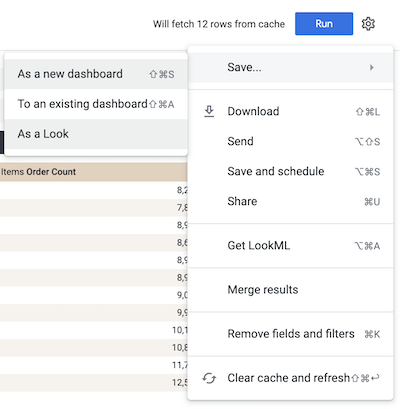 Will fetch 12 rows from cache Run
Save...
As a new dashboard ⇧⌘S
To an existing dashboard⇧⌘A
As a Look
Download ⇧⌘L
Send ⌥⇧S
Save and schedule ⌥⌘S
Share ⌘U
Get LookML ⌥⌘A
Merge results
Remove fields and filters ⌘K
Clear cache and refresh⇧⌘↩
Items Order Count
8,2
7,8
8,9
8,6
8,9
8,9
9,0
9,9
10,1
10,8
11,7
12,5